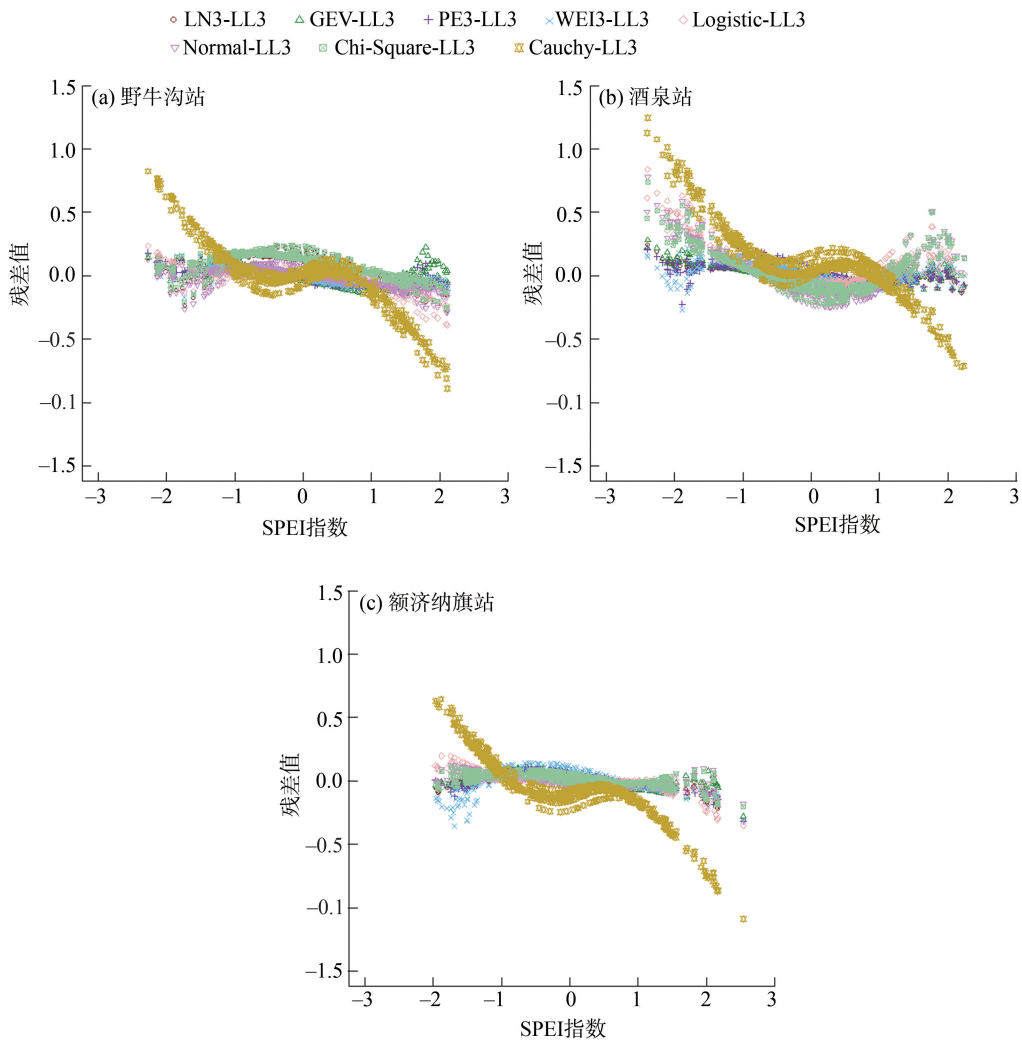 LN3-LL3 GEV-LL3 PE3-LL3 WEI3-LL3 Logistic-LL3
Normal-LL3 Chi-Square-LL3 Cauchy-LL3
(a) 野牛沟站
1.5
1.0
0.5
0.0
–0.5
–0.1
–1.5
残差值
–3 –2 –1 0 1 2 3
SPEI指数
(b) 酒泉站
1.5
1.0
0.5
0.0
–0.5
–0.1
–1.5
残差值
–3 –2 –1 0 1 2 3
SPEI指数
(c) 额济纳旗站
1.5
1.0
0.5
0.0
–0.5
–0.1
–1.5
残差值
–3 –2 –1 0 1 2 3
SPEI指数